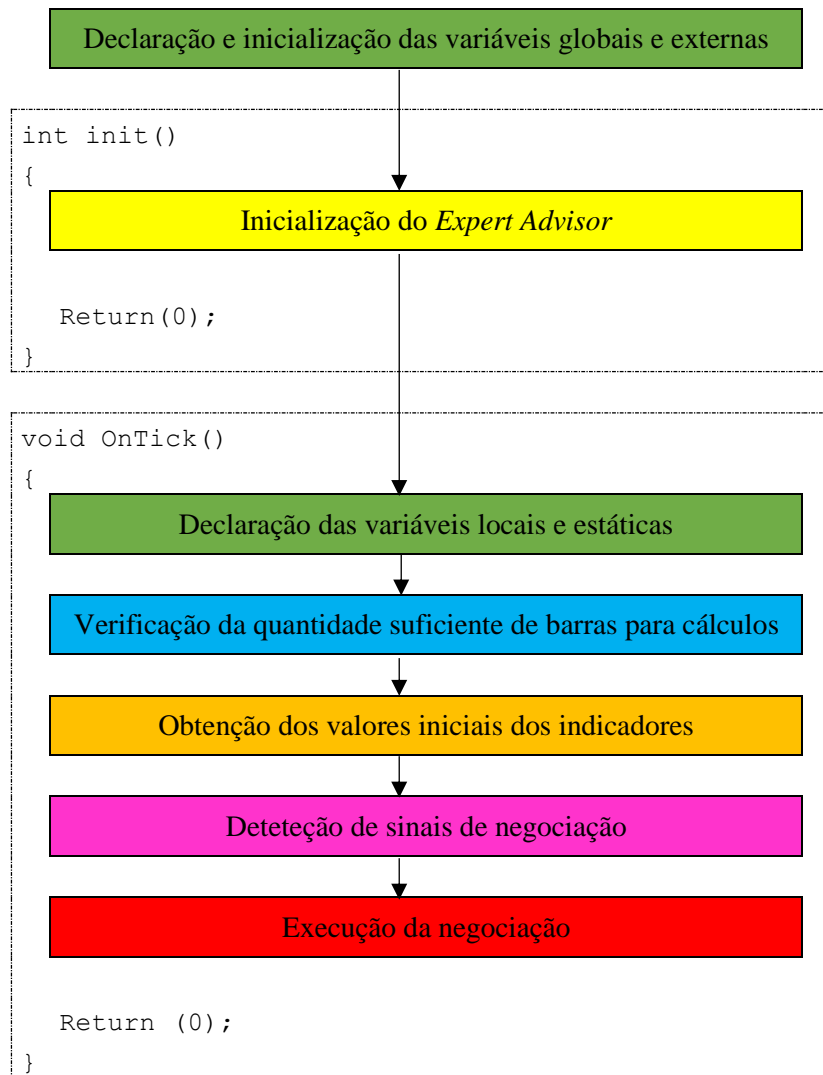 Declaração e inicialização das variáveis globais e externas
int init()
{
Inicialização do Expert Advisor
Return(0);
}
void OnTick()
{
Declaração das variáveis locais e estáticas
Verificação da quantidade suficiente de barras para cálculos
Obtenção dos valores iniciais dos indicadores
Deteteção de sinais de negociação
Execução da negociação
Return (0);
}